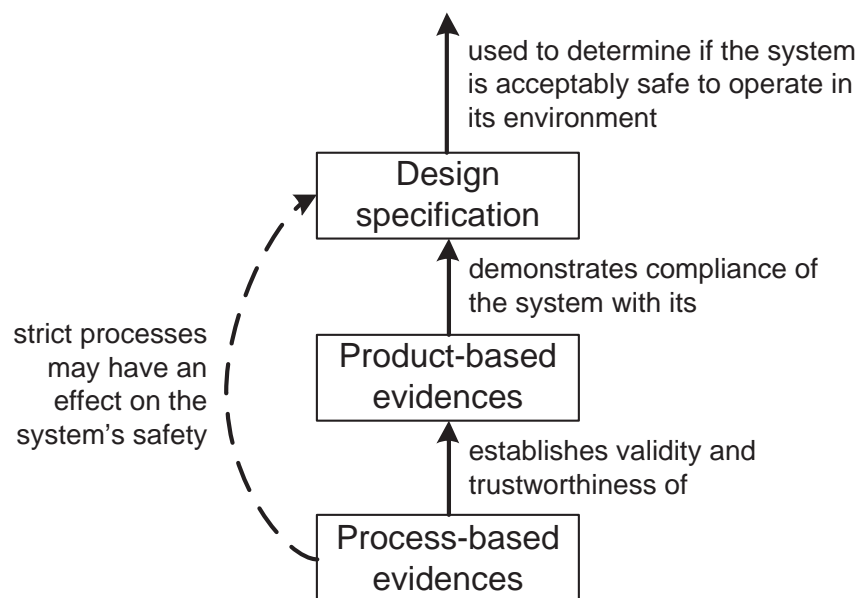 used to determine if the system
is acceptably safe to operate in
its environment
Design
specification
demonstrates compliance of
the system with its
strict processes
may have an
effect on the
system’s safety
Product-based
evidences
establishes validity and
trustworthiness of
Process-based
evidences